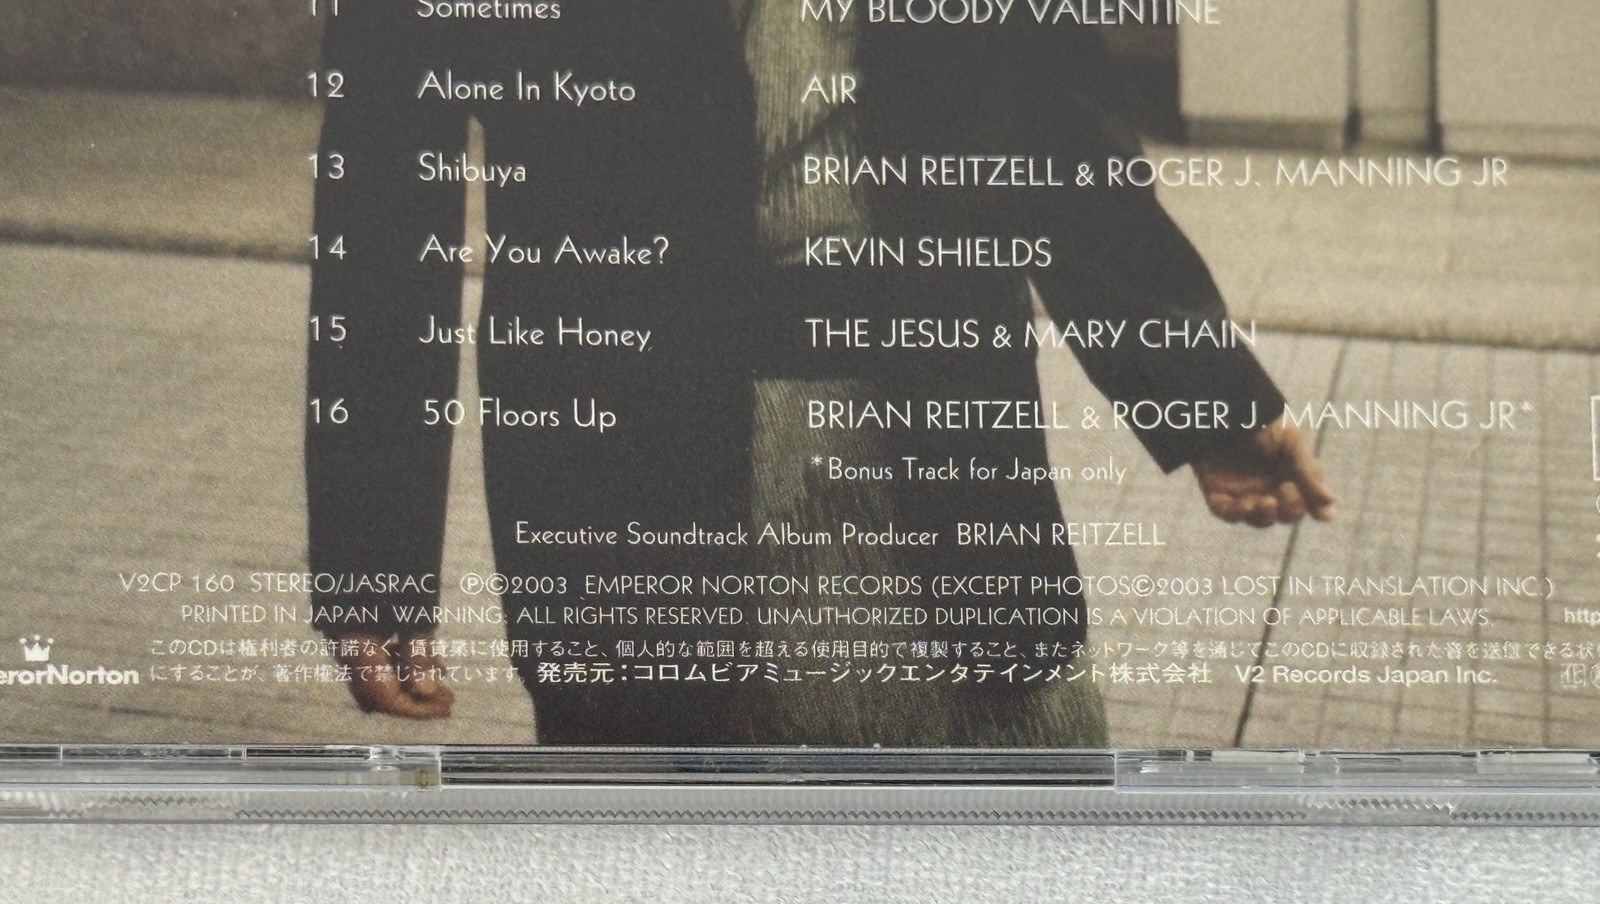 11 Sometimes MY BLOODY VALENTINE
12 Alone In Kyoto AIR
13 Shibuya BRIAN REITZELL & ROGER J. MANNING JR
14 Are You Awake? KEVIN SHIELDS
15 Just Like Honey THE JESUS & MARY CHAIN
16 50 Floors Up BRIAN REITZELL & ROGER J. MANNING JR*
*Bonus Track for Japan only
Executive Soundtrack Album Producer BRIAN REITZELL
V2CP 160 STEREO/JASRAC ℗©2003 EMPEROR NORTON RECORDS (EXCEPT PHOTOS©2003 LOST IN TRANSLATION INC.)
PRINTED IN JAPAN WARNING: ALL RIGHTS RESERVED. UNAUTHORIZED DUPLICATION IS A VIOLATION OF APPLICABLE LAWS. http
このCDは権利者の許諾なく、賃貸業に使用すること、個人的な範囲を超える使用目的で複製すること、またネットワーク等を通じてこのCDに収録された音を送信できる状
erorNorton にすることが、著作権法で禁じられています。 発売元:コロムビアミュージックエンタテインメント株式会社 V2 Records Japan Inc.